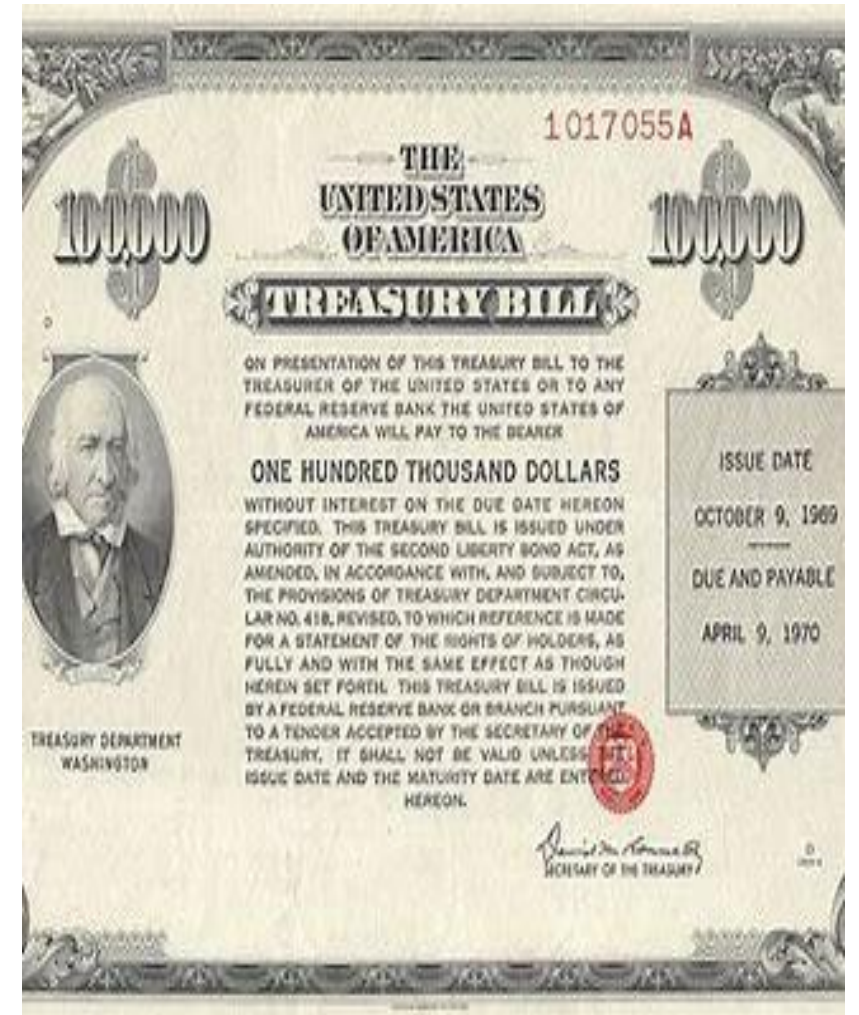 1017055A
THE
UNITED STATES
OF AMERICA
100,000
100,000
TREASURY BILL
ON PRESENTATION OF THIS TREASURY BILL TO THE
TREASURER OF THE UNITED STATES OR TO ANY
FEDERAL RESERVE BANK THE UNITED STATES OF
AMERICA WILL PAY TO THE BEARER
ONE HUNDRED THOUSAND DOLLARS
WITHOUT INTEREST ON THE DUE DATE HEREON
SPECIFIED. THIS TREASURY BILL IS ISSUED UNDER
AUTHORITY OF THE SECOND LIBERTY BOND ACT, AS
AMENDED, IN ACCORDANCE WITH, AND SUBJECT TO,
THE PROVISIONS OF TREASURY DEPARTMENT CIRCU-
LAR NO. 418, REVISED, TO WHICH REFERENCE IS MADE
FOR A STATEMENT OF THE RIGHTS OF HOLDERS, AS
FULLY AND WITH THE SAME EFFECT AS THOUGH
HEREIN SET FORTH. THIS TREASURY BILL IS ISSUED
BY A FEDERAL RESERVE BANK OR BRANCH PURSUANT
TO A TENDER ACCEPTED BY THE SECRETARY OF THE
TREASURY. IT SHALL NOT BE VALID UNLESS THE
ISSUE DATE AND THE MATURITY DATE ARE ENTERED
HEREON.
ISSUE DATE
OCTOBER 9, 1969
DUE AND PAYABLE
APRIL 9, 1970
TREASURY DEPARTMENT
WASHINGTON
David M Kennedy
SECRETARY OF THE TREASURY
D